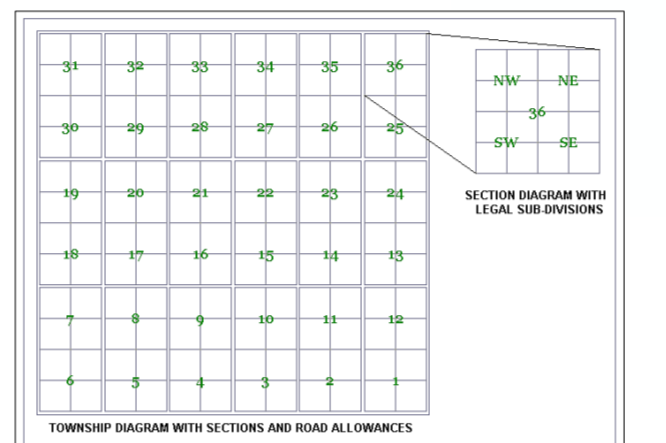 31 32 33 34 35 36
30 29 28 27 26 25
19 20 21 22 23 24
18 17 16 15 14 13
7 8 9 10 11 12
6 5 4 3 2 1
TOWNSHIP DIAGRAM WITH SECTIONS AND ROAD ALLOWANCES
NW NE
36
SW SE
SECTION DIAGRAM WITH
LEGAL SUB-DIVISIONS